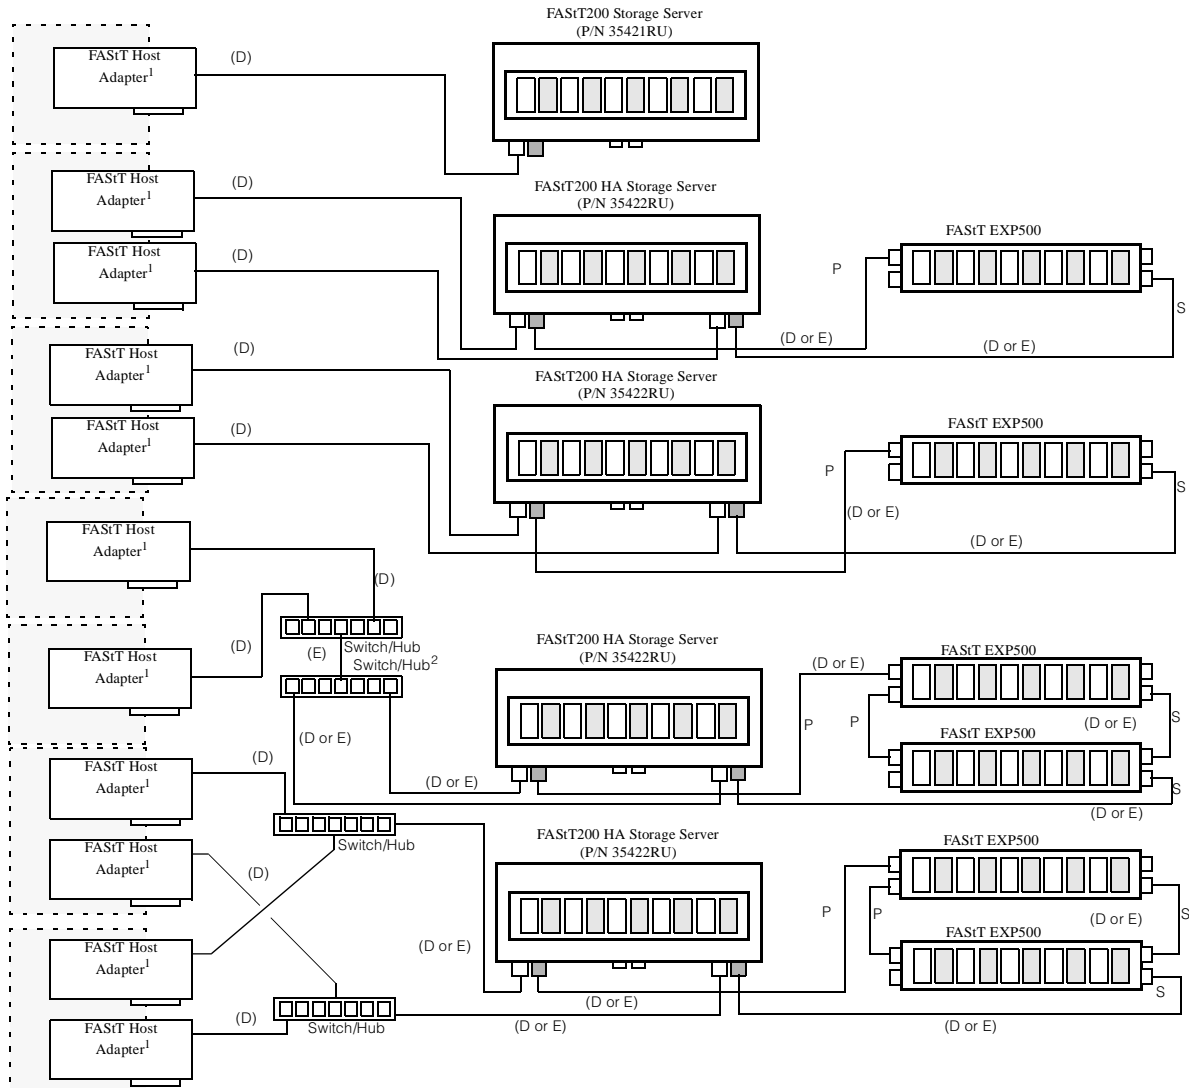 FAStT200 Storage Server
(P/N 35421RU)
FAStT Host
Adapter1
(D)
FAStT200 HA Storage Server
(P/N 35422RU)
FAStT Host
Adapter1
(D)
FAStT EXP500
FAStT Host
Adapter1
(D)
P
S
(D or E)
(D or E)
FAStT Host
Adapter1
(D)
FAStT200 HA Storage Server
(P/N 35422RU)
FAStT Host
Adapter1
(D)
FAStT EXP500
P
S
(D or E)
(D or E)
FAStT Host
Adapter1
(D)
FAStT Host
Adapter1
(D)
(E)
Switch/Hub
Switch/Hub2
FAStT200 HA Storage Server
(P/N 35422RU)
(D or E)
FAStT EXP500
P
P
(D or E)
S
(D or E)
FAStT EXP500
(D or E)
S
(D or E)
FAStT Host
Adapter1
(D)
Switch/Hub
FAStT200 HA Storage Server
(P/N 35422RU)
FAStT EXP500
FAStT Host
Adapter1
(D)
P
P
(D or E)
S
FAStT EXP500
FAStT Host
Adapter1
(D or E)
S
(D or E)
FAStT Host
Adapter1
(D)
Switch/Hub
(D or E)
(D or E)